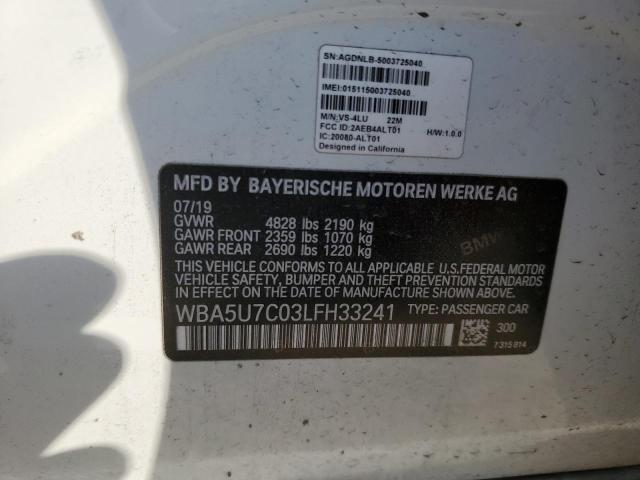 SN:AGDNLB-5003725040
IMEI:015115003725040
M/N:VS-4LU 22M
FCC ID:2AEB4ALT01 H/W:1.0.0
IC:20080-ALT01
Designed in California
MFD BY BAYERISCHE MOTOREN WERKE AG
07/19
GVWR 4828 lbs 2190 kg
GAWR FRONT 2359 lbs 1070 kg
GAWR REAR 2690 lbs 1220 kg
BMW
THIS VEHICLE CONFORMS TO ALL APPLICABLE U.S.FEDERAL MOTOR
VEHICLE SAFETY, BUMPER AND THEFT PREVENTION STANDARDS IN
EFFECT ON THE DATE OF MANUFACTURE SHOWN ABOVE.
WBA5U7C03LFH33241 TYPE: PASSENGER CAR
300
7315814